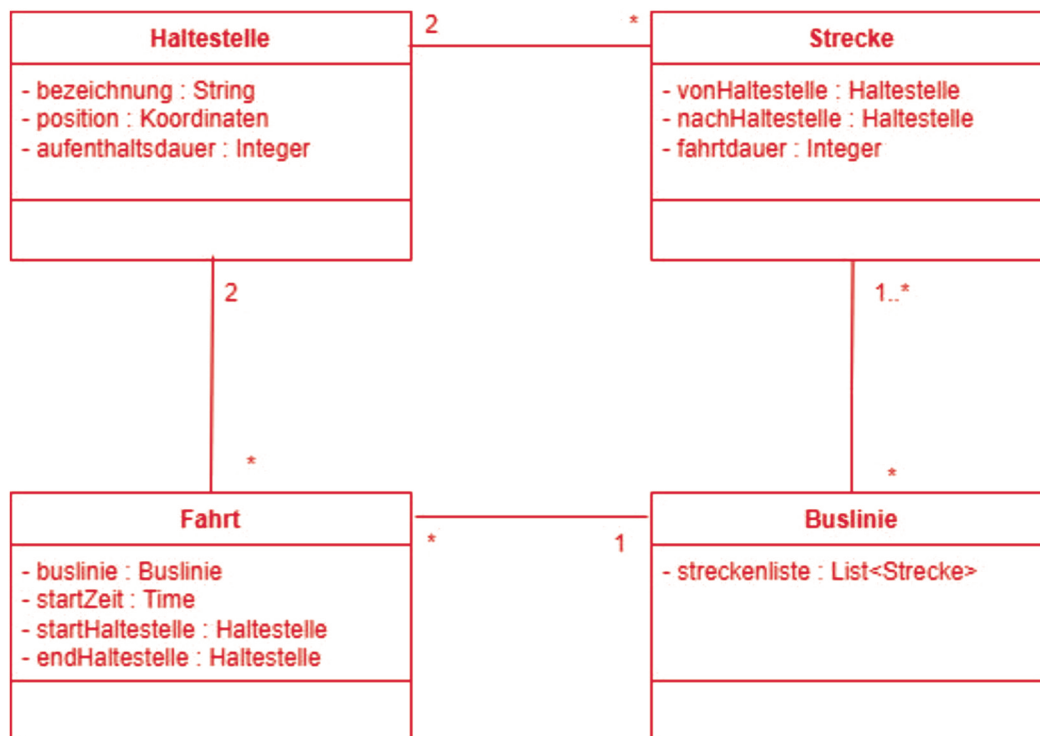 Haltestelle
- bezeichnung : String
- position : Koordinaten
- aufenthaltsdauer : Integer
2
*
Strecke
- vonHaltestelle : Haltestelle
- nachHaltestelle : Haltestelle
- fahrtdauer : Integer
2
*
1..*
*
Fahrt
- buslinie : Buslinie
- startZeit : Time
- startHaltestelle : Haltestelle
- endHaltestelle : Haltestelle
*
1
Buslinie
- streckenliste : List<Strecke>